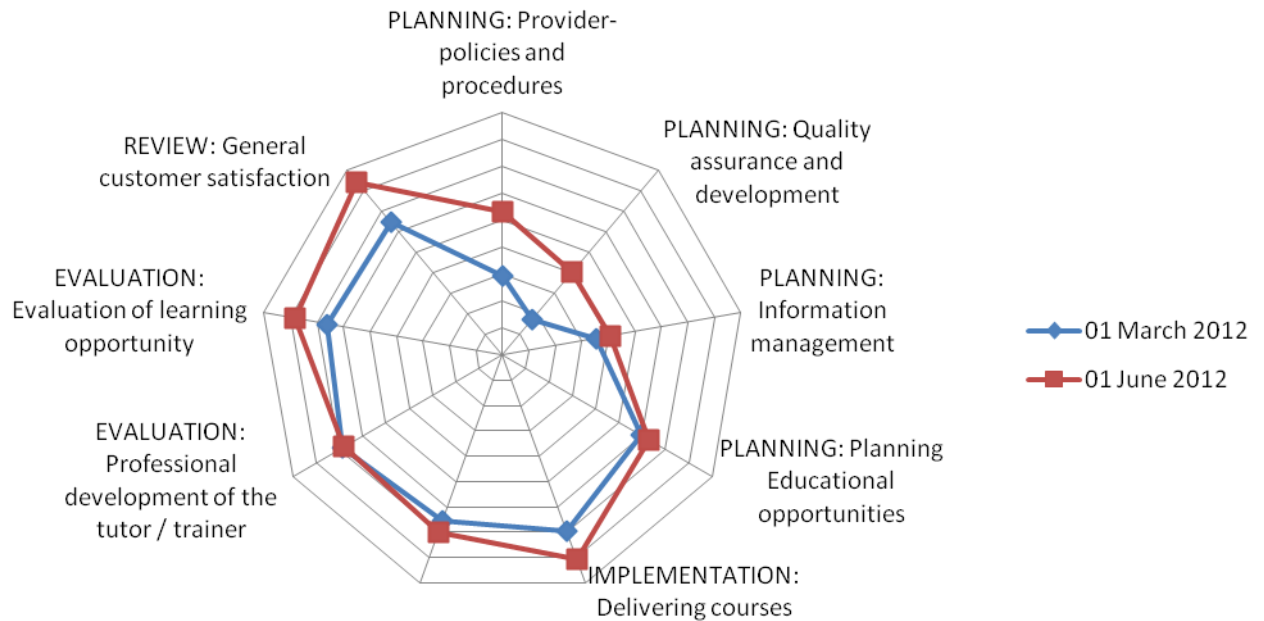 PLANNING: Provider-
policies and
procedures
PLANNING: Quality
assurance and
development
PLANNING:
Information
management
PLANNING: Planning
Educational
opportunities
IMPLEMENTATION:
Delivering courses
EVALUATION:
Professional
development of the
tutor / trainer
EVALUATION:
Evaluation of learning
opportunity
REVIEW: General
customer satisfaction
01 March 2012
01 June 2012